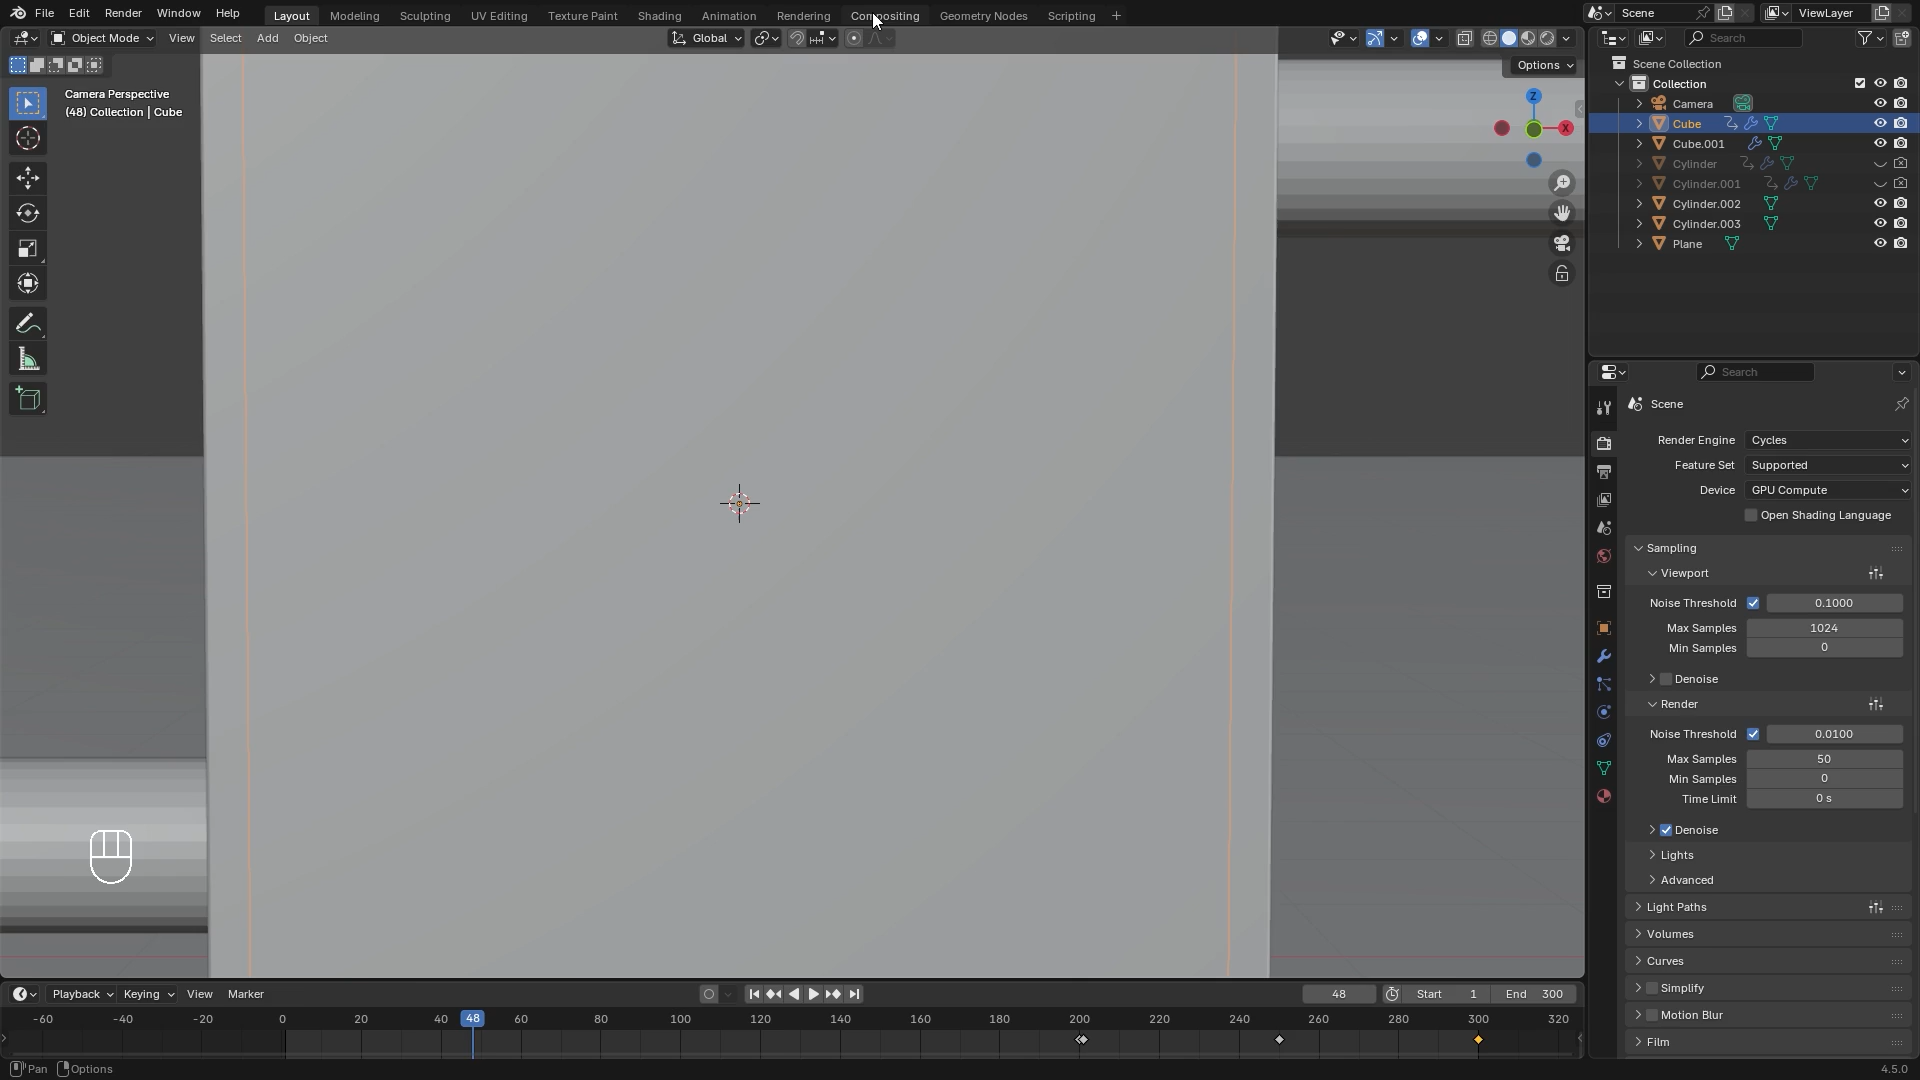 File Edit Render Window Help Layout Modeling Sculpting UV Editing Texture Paint Shading Animation Rendering Compositing Geometry Nodes Scripting + Scene ViewLayer
Object Mode View Select Add Object Global Search
Options
Camera Perspective
(48) Collection | Cube
Z
X
Scene Collection
Collection
Camera
Cube
Cube.001
Cylinder
Cylinder.001
Cylinder.002
Cylinder.003
Plane
Search
Scene
Render Engine Cycles
Feature Set Supported
Device GPU Compute
Open Shading Language
Sampling
Viewport
Noise Threshold 0.1000
Max Samples 1024
Min Samples 0
Denoise
Render
Noise Threshold 0.0100
Max Samples 50
Min Samples 0
Time Limit 0 s
Denoise
Lights
Advanced
Light Paths
Volumes
Curves
Simplify
Motion Blur
Film
Playback Keying View Marker 48 Start 1 End 300
-60 -40 -20 0 20 40 48 60 80 100 120 140 160 180 200 220 240 260 280 300 320
Pan Options 4.5.0